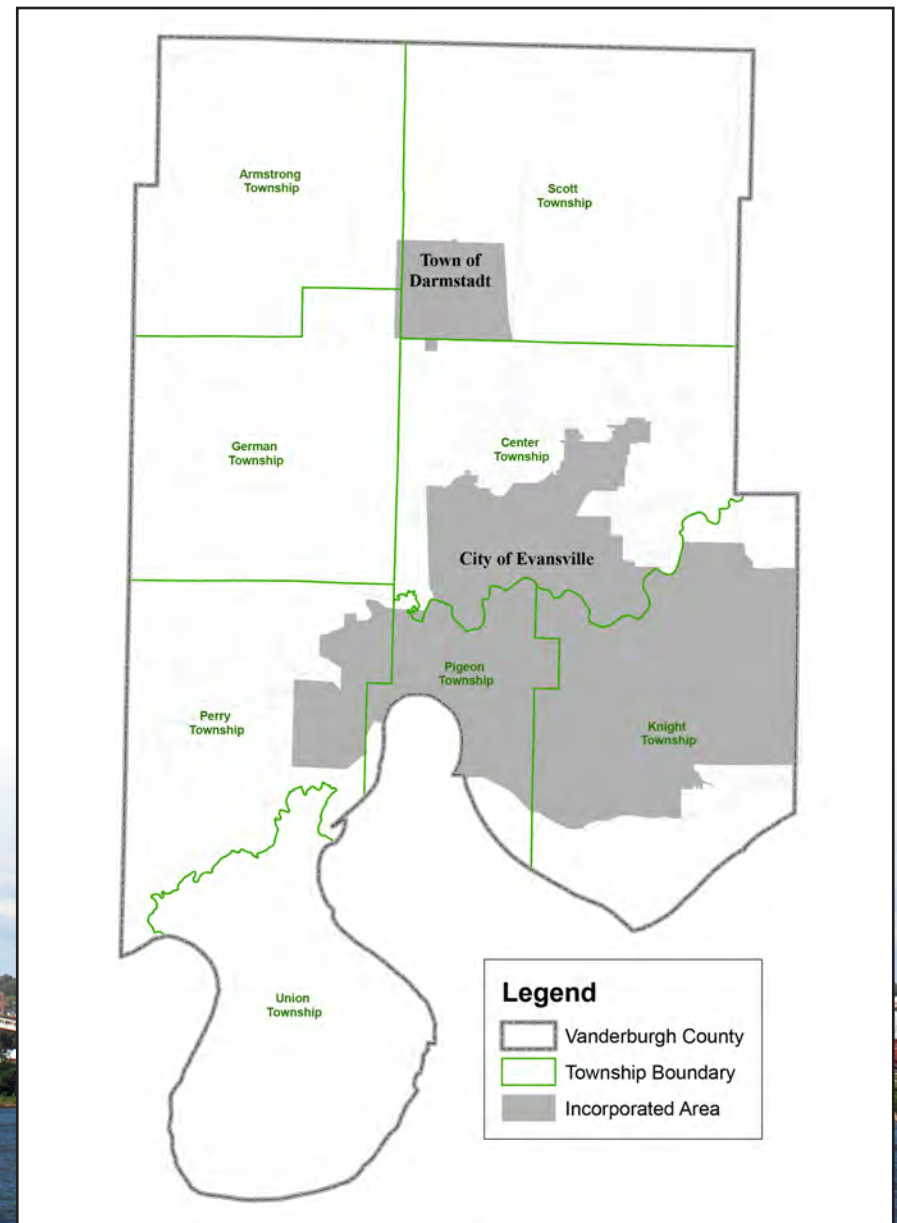 Armstrong
Township
Scott
Township
Town of
Darmstadt
German
Township
Center
Township
City of Evansville
Pigeon
Township
Perry
Township
Knight
Township
Union
Township
Legend
Vanderburgh County
Township Boundary
Incorporated Area